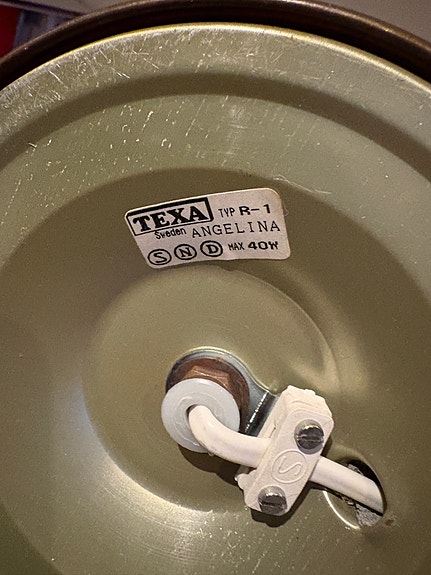 TEXA TYP R-1
Sweden ANGELINA
S N D MAX 40W
S